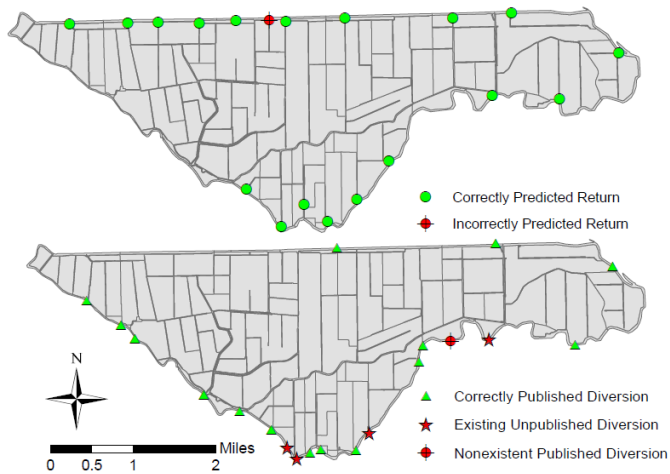 Correctly Predicted Return
Incorrectly Predicted Return
N
Correctly Published Diversion
Existing Unpublished Diversion
Nonexistent Published Diversion
Miles
0 0.5 1 2